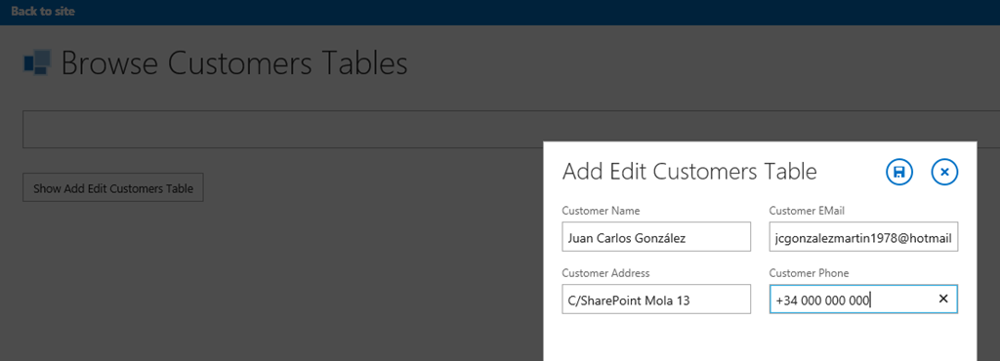 Back to site
Browse Customers Tables
Show Add Edit Customers Table
Add Edit Customers Table
Customer Name
Customer EMail
Juan Carlos González
jcgonzalezmartin1978@hotmail
Customer Address
Customer Phone
C/SharePoint Mola 13
+34 000 000 000